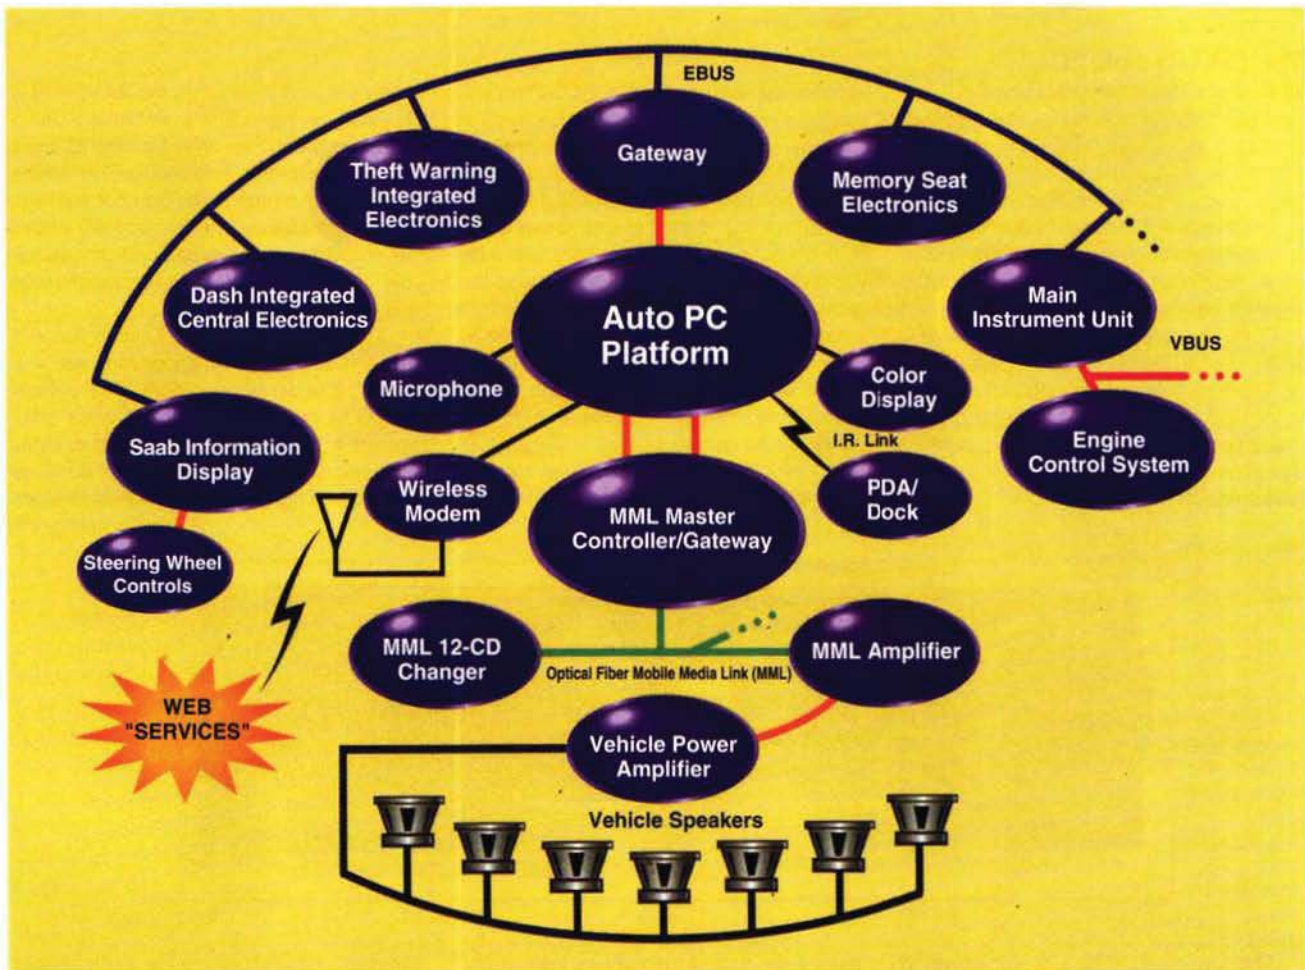 EBUS
Gateway
Theft Warning
Integrated
Electronics
Memory Seat
Electronics
Dash Integrated
Central Electronics
Auto PC
Platform
Main
Instrument Unit
VBUS
Microphone
Color
Display
I.R. Link
Saab Information
Display
Engine
Control System
Wireless
Modem
MML Master
Controller/Gateway
PDA/
Dock
Steering Wheel
Controls
MML 12-CD
Changer
MML Amplifier
Optical Fiber Mobile Media Link (MML)
WEB
"SERVICES"
Vehicle Power
Amplifier
Vehicle Speakers